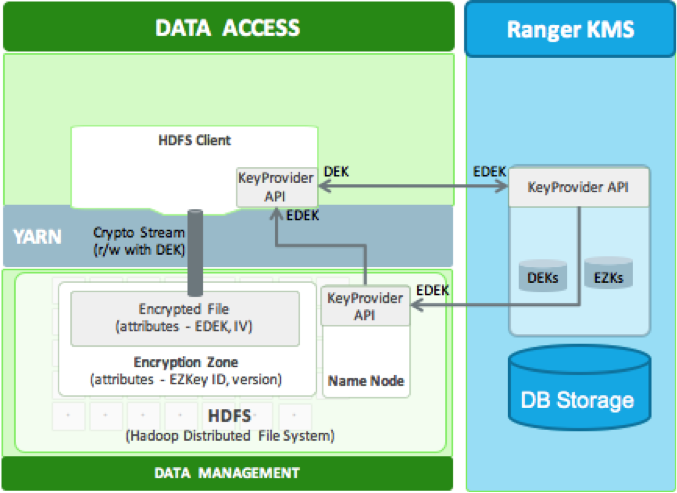 DATA ACCESS
Ranger KMS
HDFS Client
KeyProvider
API
DEK
EDEK
KeyProvider API
EDEK
YARN
Crypto Stream
(r/w with DEK)
DEKs
EZKs
Encrypted File
(attributes - EDEK, IV)
KeyProvider
API
EDEK
Encryption Zone
(attributes - EZKey ID, version)
Name Node
HDFS
(Hadoop Distributed File System)
DB Storage
DATA MANAGEMENT